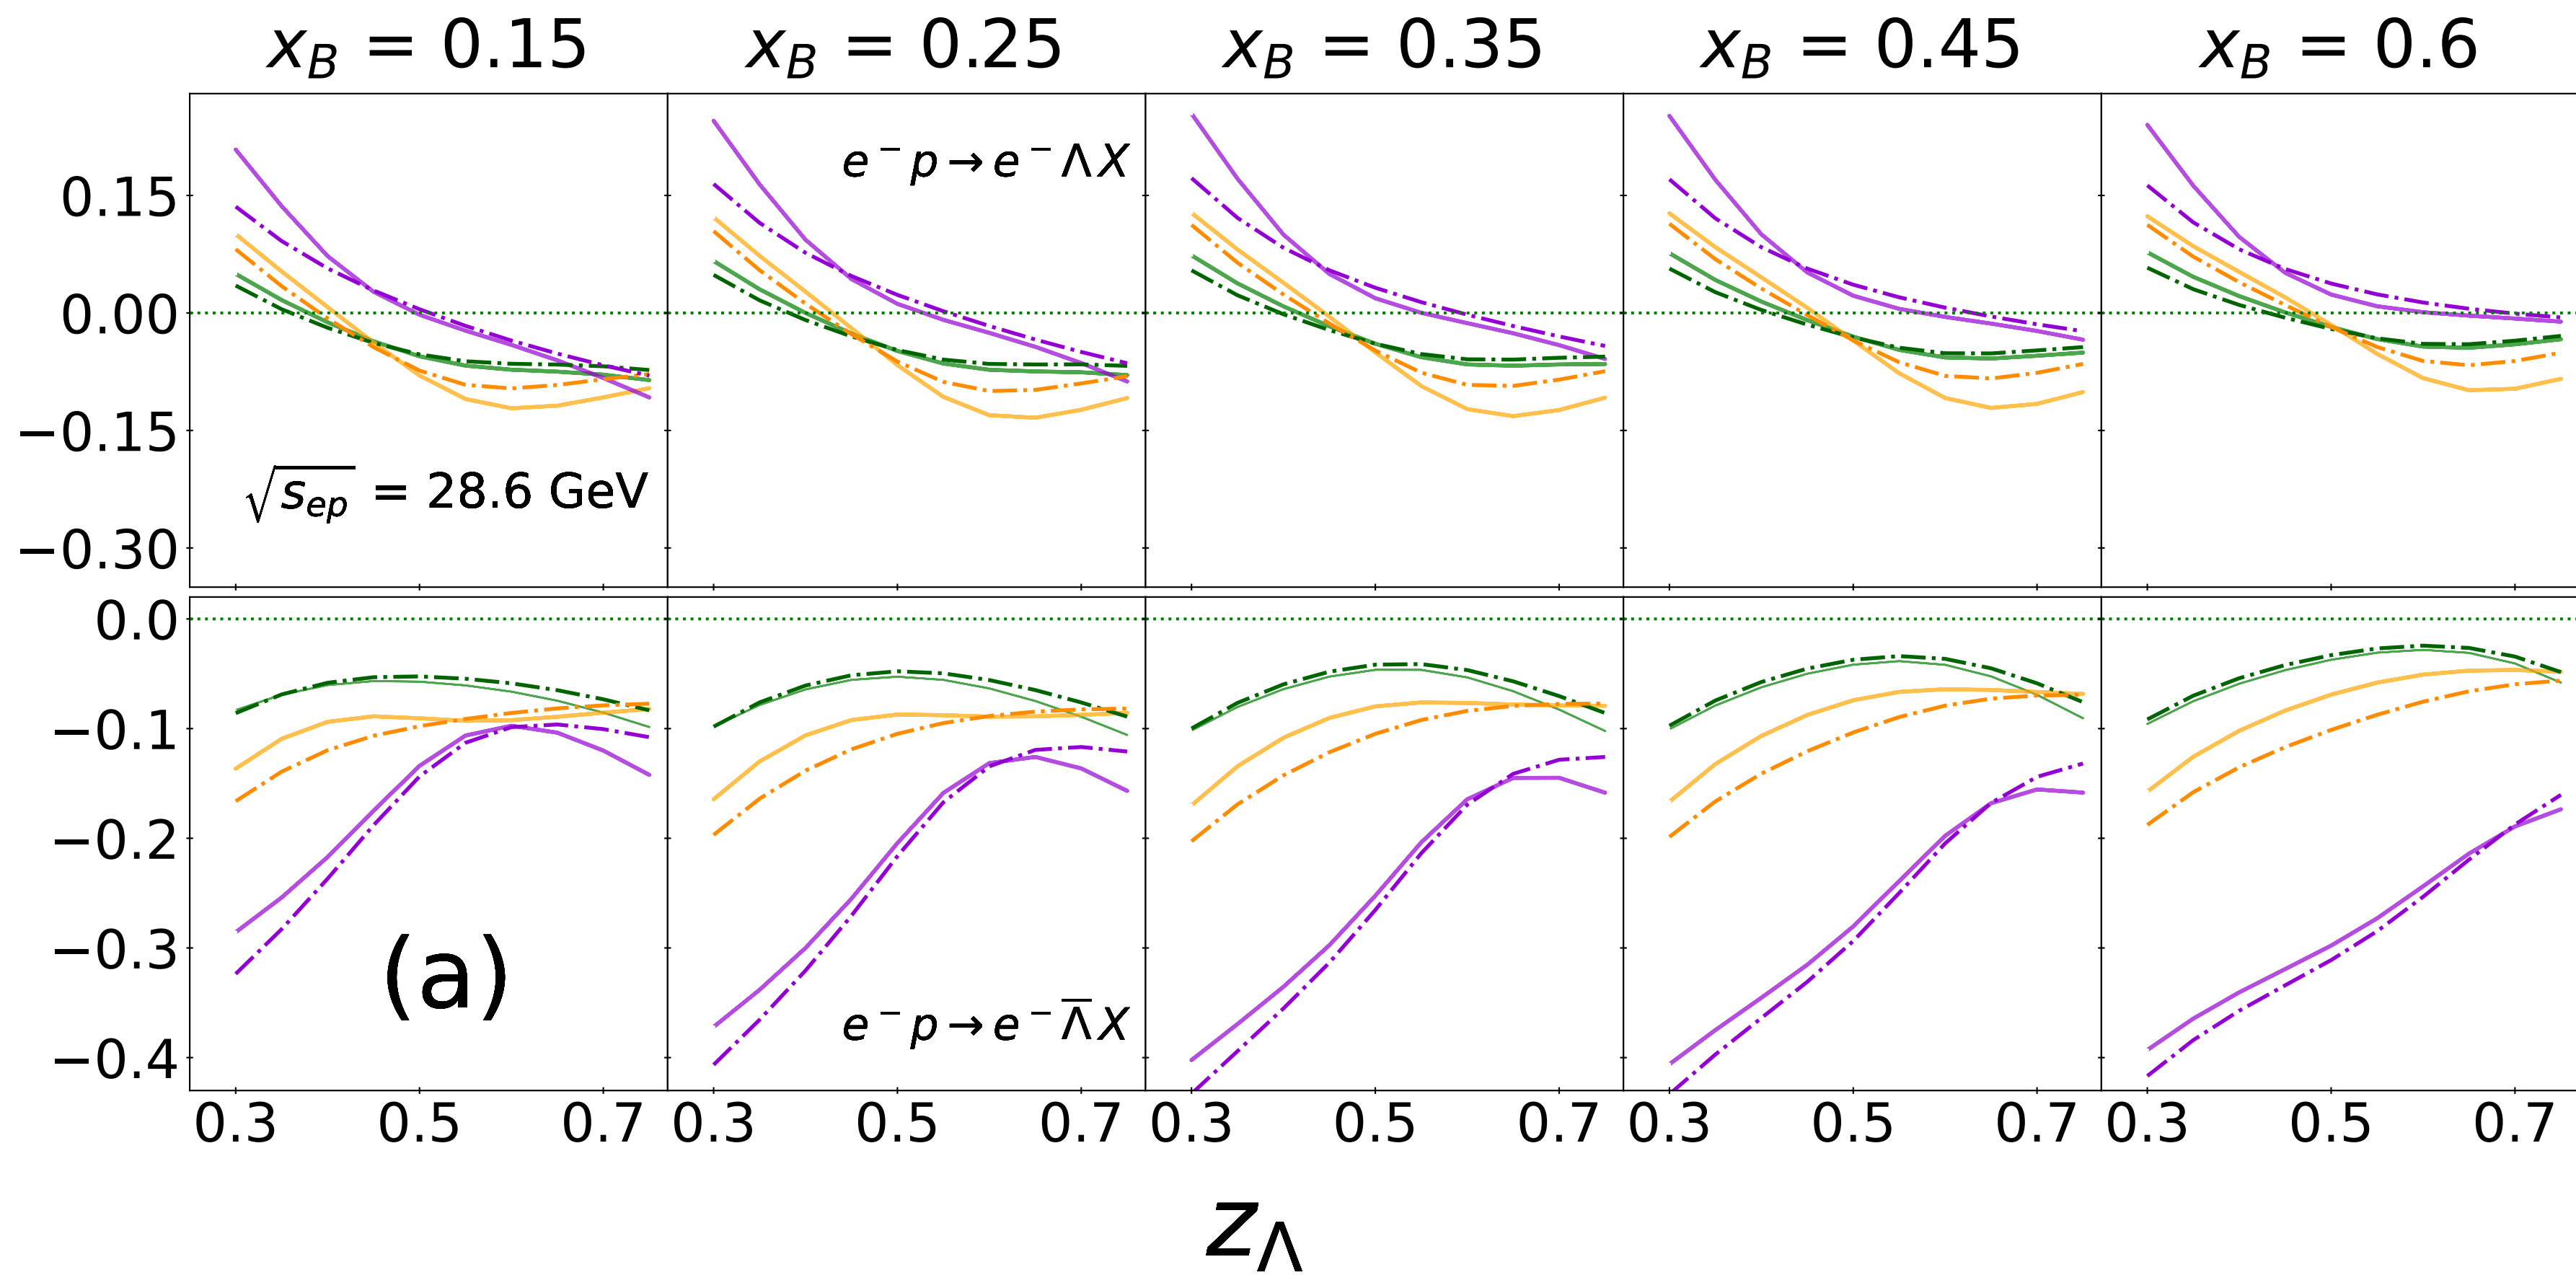 x_B = 0.15 x_B = 0.25 x_B = 0.35 x_B = 0.45 x_B = 0.6
0.15
0.00
−0.15
−0.30
e⁻p→e⁻ΛX
√s_ep = 28.6 GeV
0.0
−0.1
−0.2
−0.3
−0.4
(a)
e⁻p→e⁻Λ̅X
0.3 0.5 0.7 0.3 0.5 0.7 0.3 0.5 0.7 0.3 0.5 0.7 0.3 0.5 0.7
z_Λ